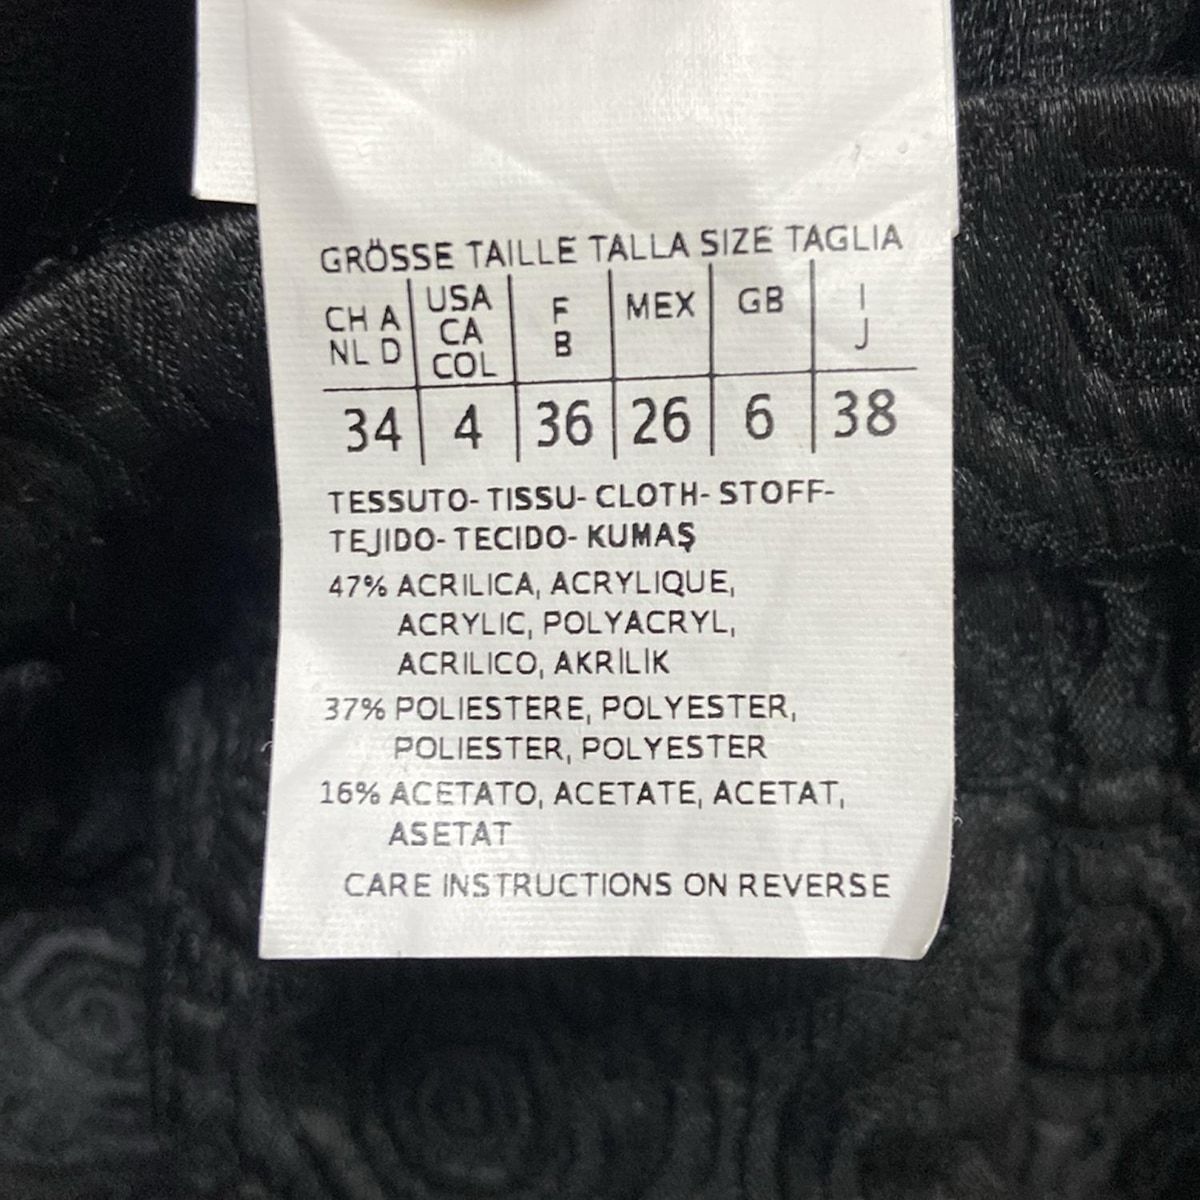 GRÖSSE TAILLE TALLA SIZE TAGLIA
CH A NL D | USA CA COL | F B | MEX | GB | I J
34 | 4 | 36 | 26 | 6 | 38
TESSUTO- TISSU- CLOTH- STOFF-
TEJIDO- TECIDO- KUMAŞ
47% ACRILICA, ACRYLIQUE,
ACRYLIC, POLYACRYL,
ACRILICO, AKRİLİK
37% POLIESTERE, POLYESTER,
POLIESTER, POLYESTER
16% ACETATO, ACETATE, ACETAT,
ASETAT
CARE INSTRUCTIONS ON REVERSE